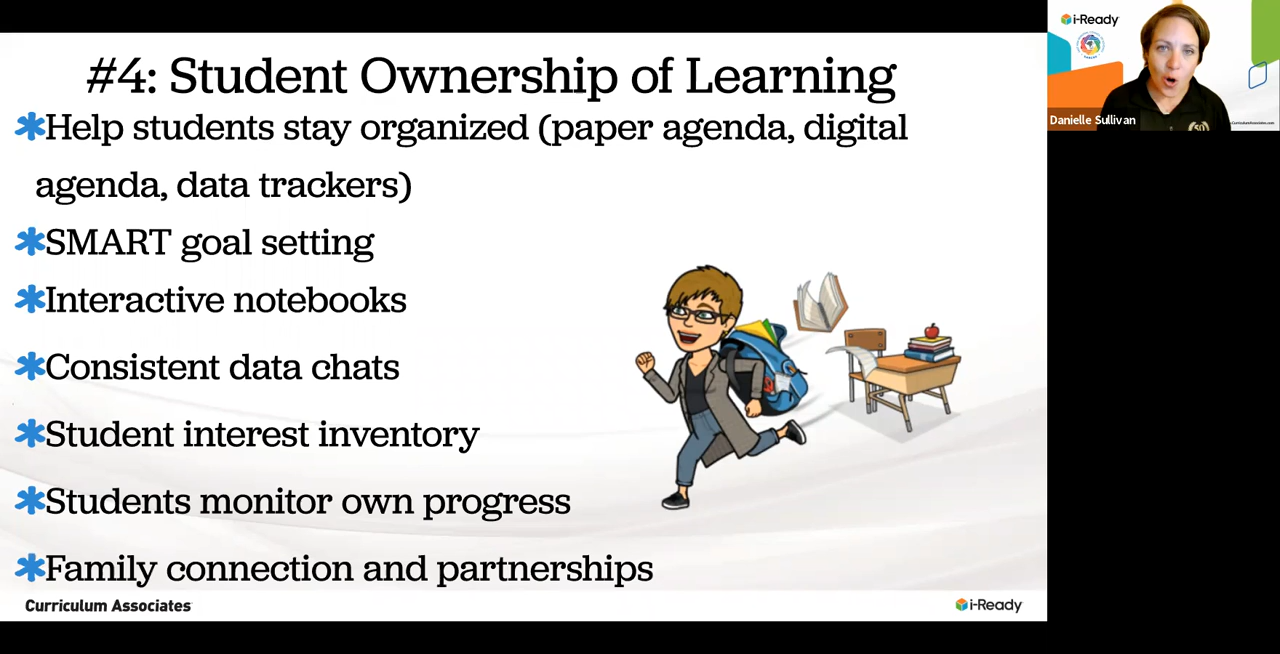 #4: Student Ownership of Learning
✱Help students stay organized (paper agenda, digital
agenda, data trackers)
✱SMART goal setting
✱Interactive notebooks
✱Consistent data chats
✱Student interest inventory
✱Students monitor own progress
✱Family connection and partnerships
Curriculum Associates
i-Ready
i-Ready
Danielle Sullivan